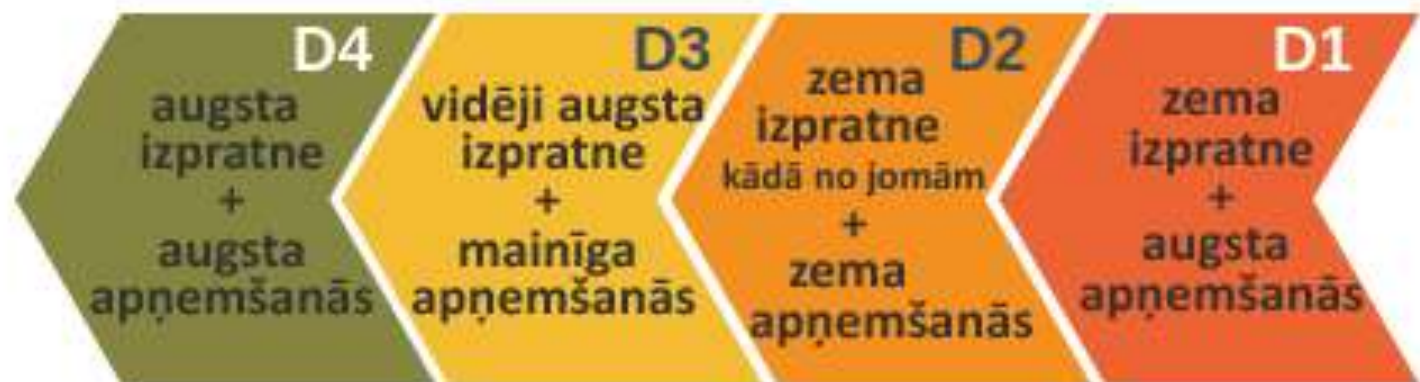 D4
augsta
izpratne
+
augsta
apņemšanās
D3
vidēji augsta
izpratne
+
mainīga
apņemšanās
D2
zema
izpratne
kādā no jomām
+
zema
apņemšanās
D1
zema
izpratne
+
augsta
apņemšanās